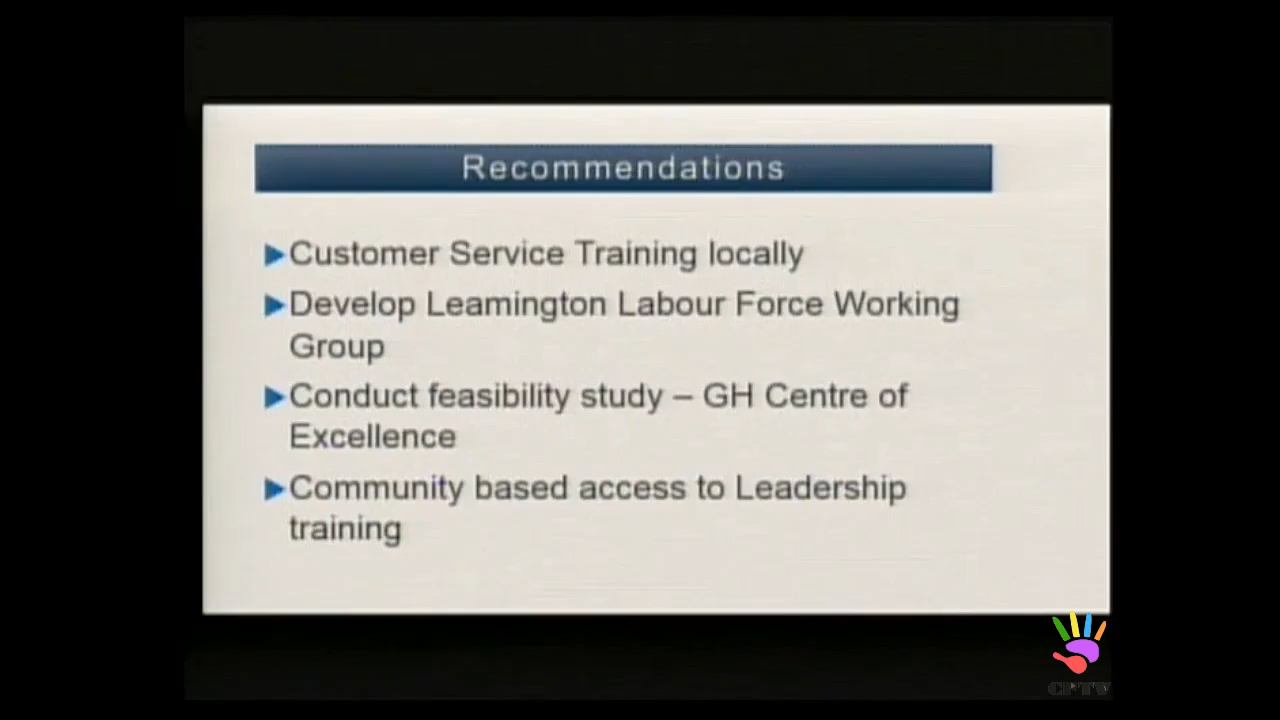 Recommendations
Customer Service Training locally
Develop Leamington Labour Force Working
Group
Conduct feasibility study – GH Centre of
Excellence
Community based access to Leadership
training
CPTV